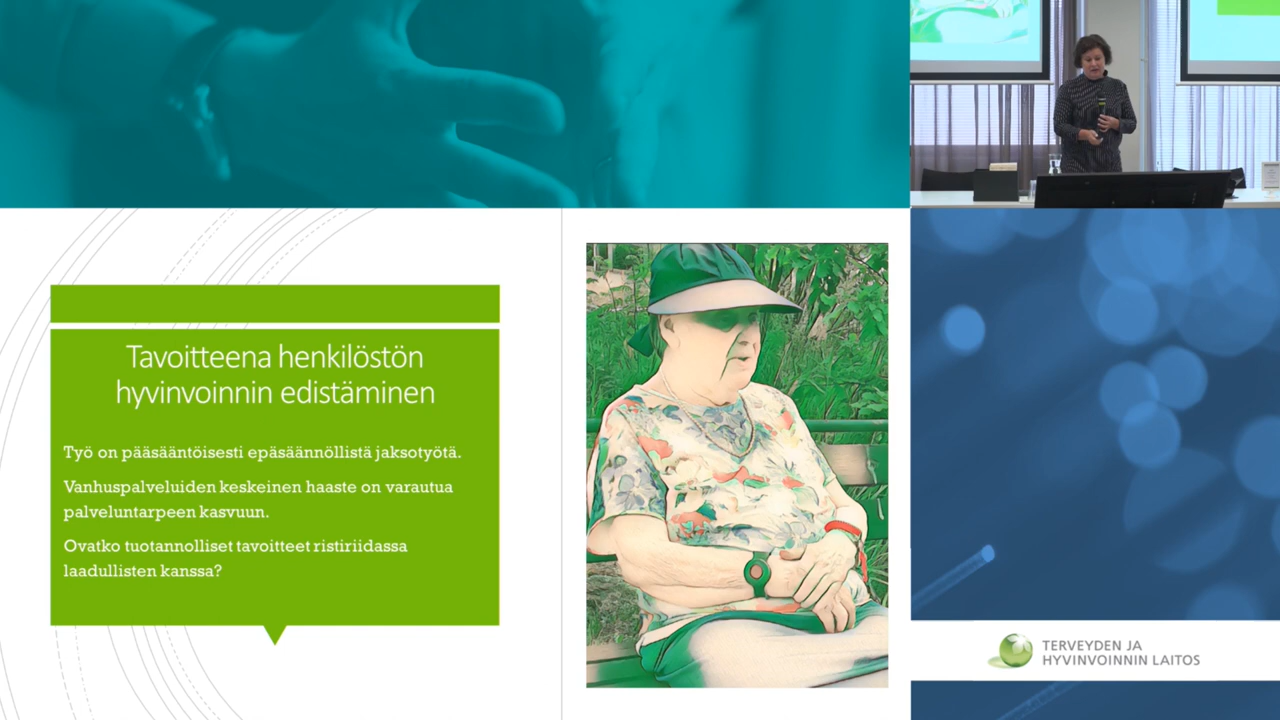 Tavoitteena henkilöstön
hyvinvoinnin edistäminen
Työ on pääsääntöisesti epäsäännöllistä jaksotyötä.
Vanhuspalveluiden keskeinen haaste on varautua
palveluntarpeen kasvuun.
Ovatko tuotannolliset tavoitteet ristiriidassa
laadullisten kanssa?
TERVEYDEN JA
HYVINVOINNIN LAITOS